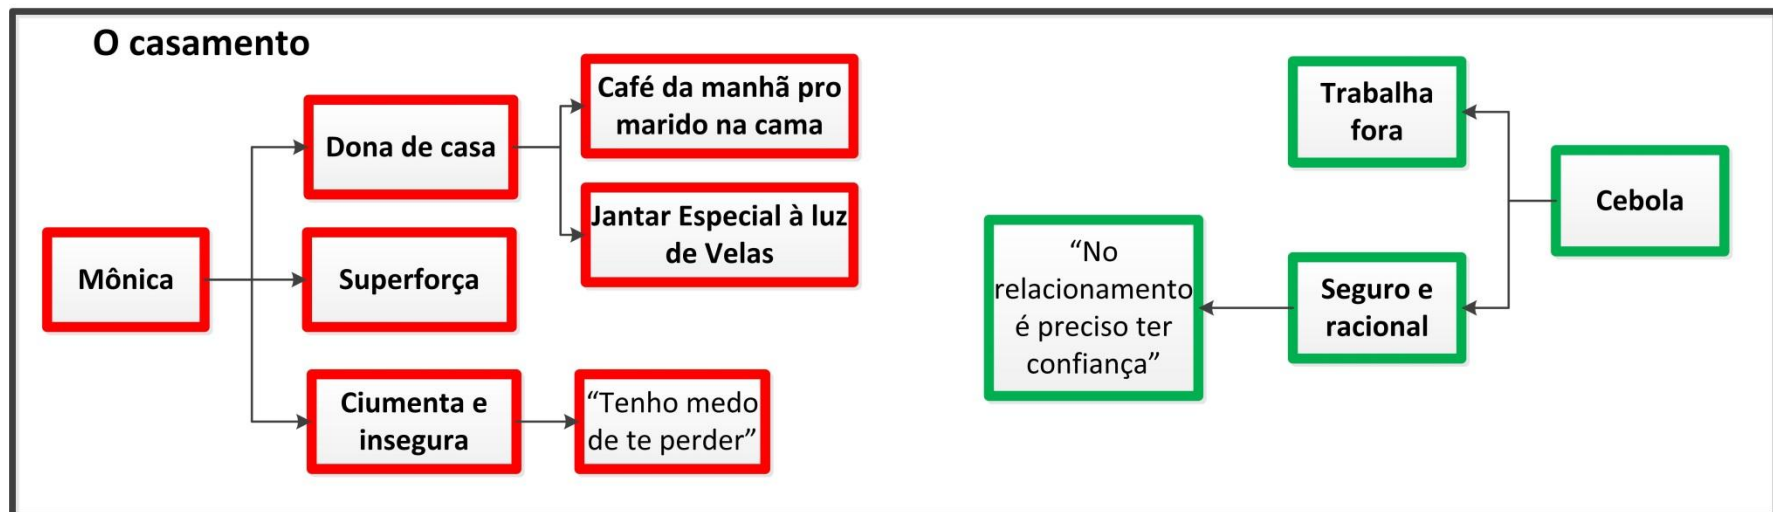 O casamento
Café da manhã pro
marido na cama
Dona de casa
Jantar Especial à luz
de Velas
Mônica
Superforça
Ciumenta e
insegura
“Tenho medo
de te perder”
Trabalha
fora
Cebola
Seguro e
racional
“No
relacionamento
é preciso ter
confiança”